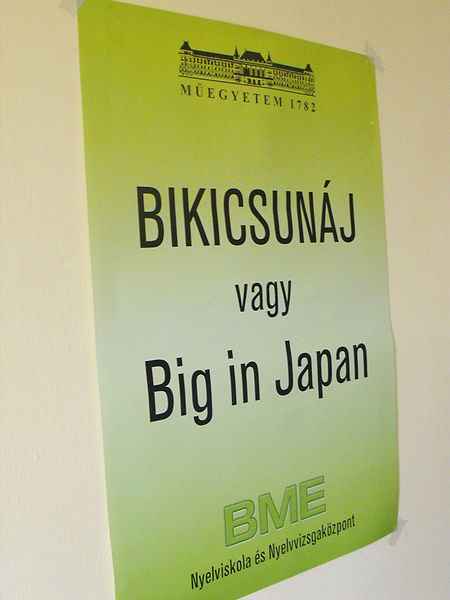 MŰEGYETEM 1782
BIKICSUNÁJ
vagy
Big in Japan
BME
Nyelviskola és Nyelvvizsgaközpont